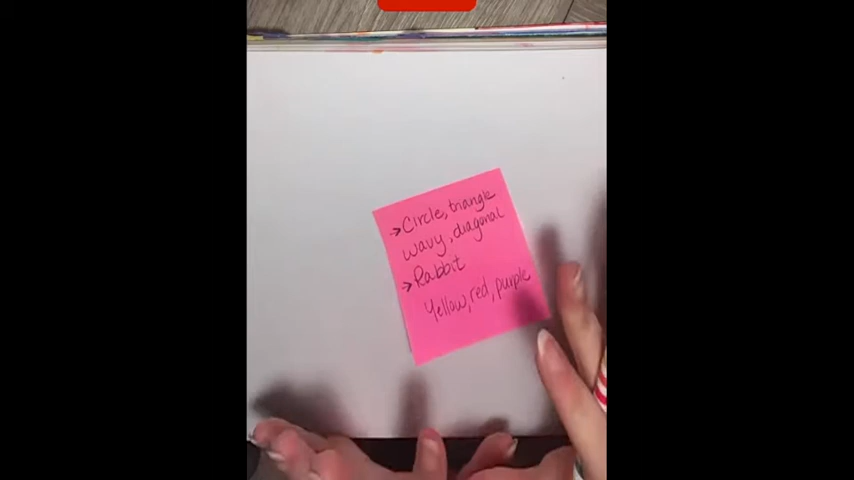 →Circle, triangle
wavy, diagonal
→Rabbit
Yellow, red, purple